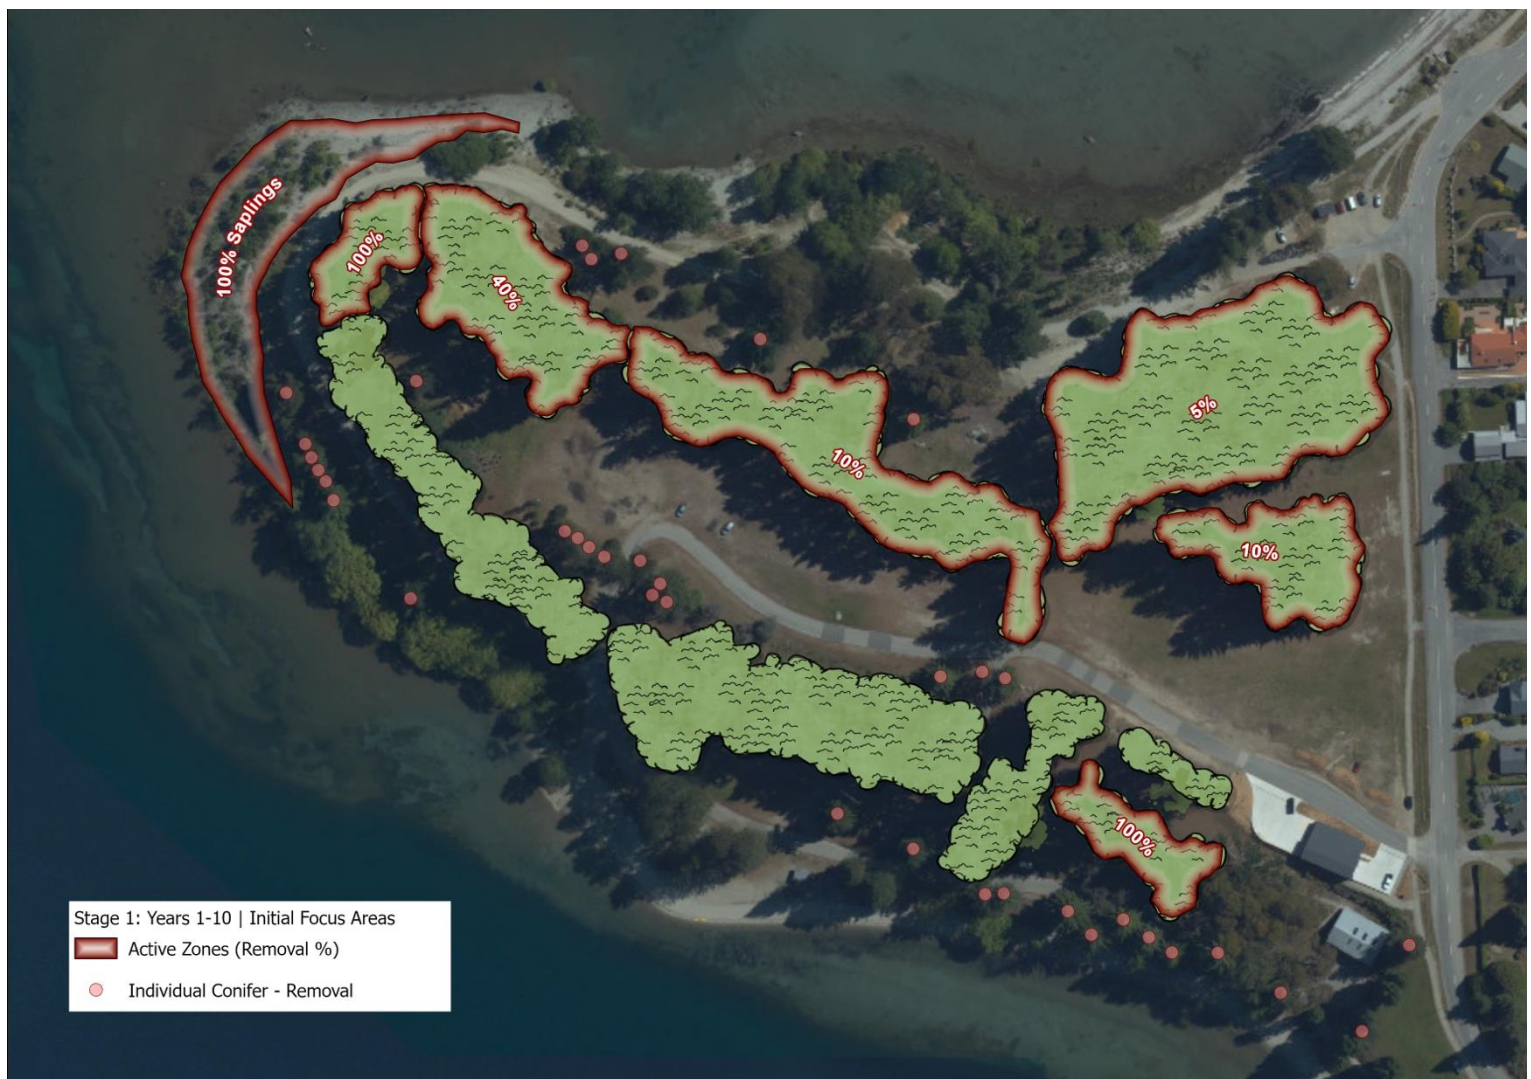 100% Saplings
100%
40%
10%
5%
10%
100%
Stage 1: Years 1-10 | Initial Focus Areas
Active Zones (Removal %)
Individual Conifer - Removal